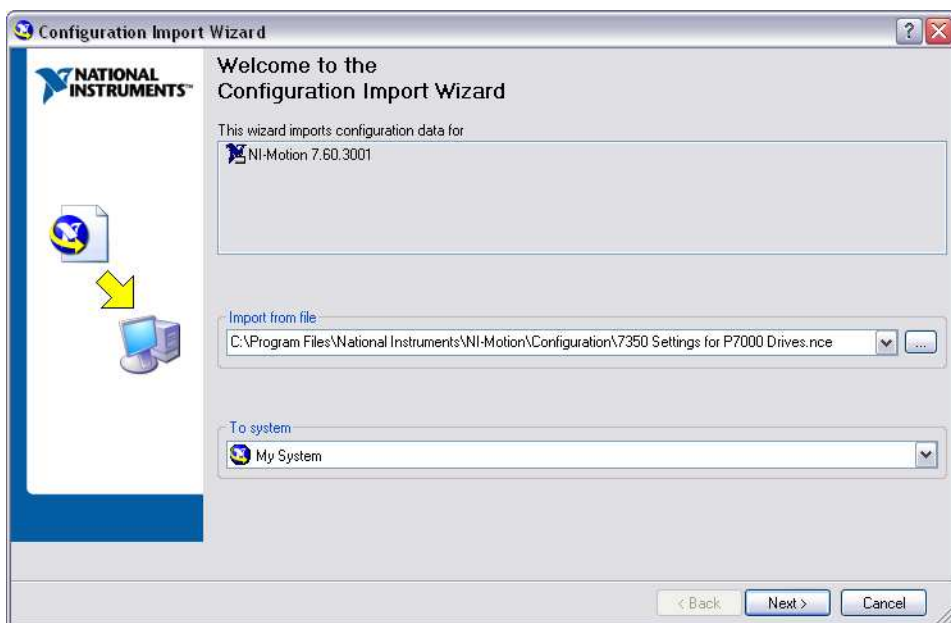 Configuration Import Wizard
NATIONAL
INSTRUMENTS™
Welcome to the
Configuration Import Wizard
This wizard imports configuration data for
NI-Motion 7.60.3001
Import from file
C:\Program Files\National Instruments\NI-Motion\Configuration\7350 Settings for P7000 Drives.nce
...
To system
My System
< Back
Next >
Cancel